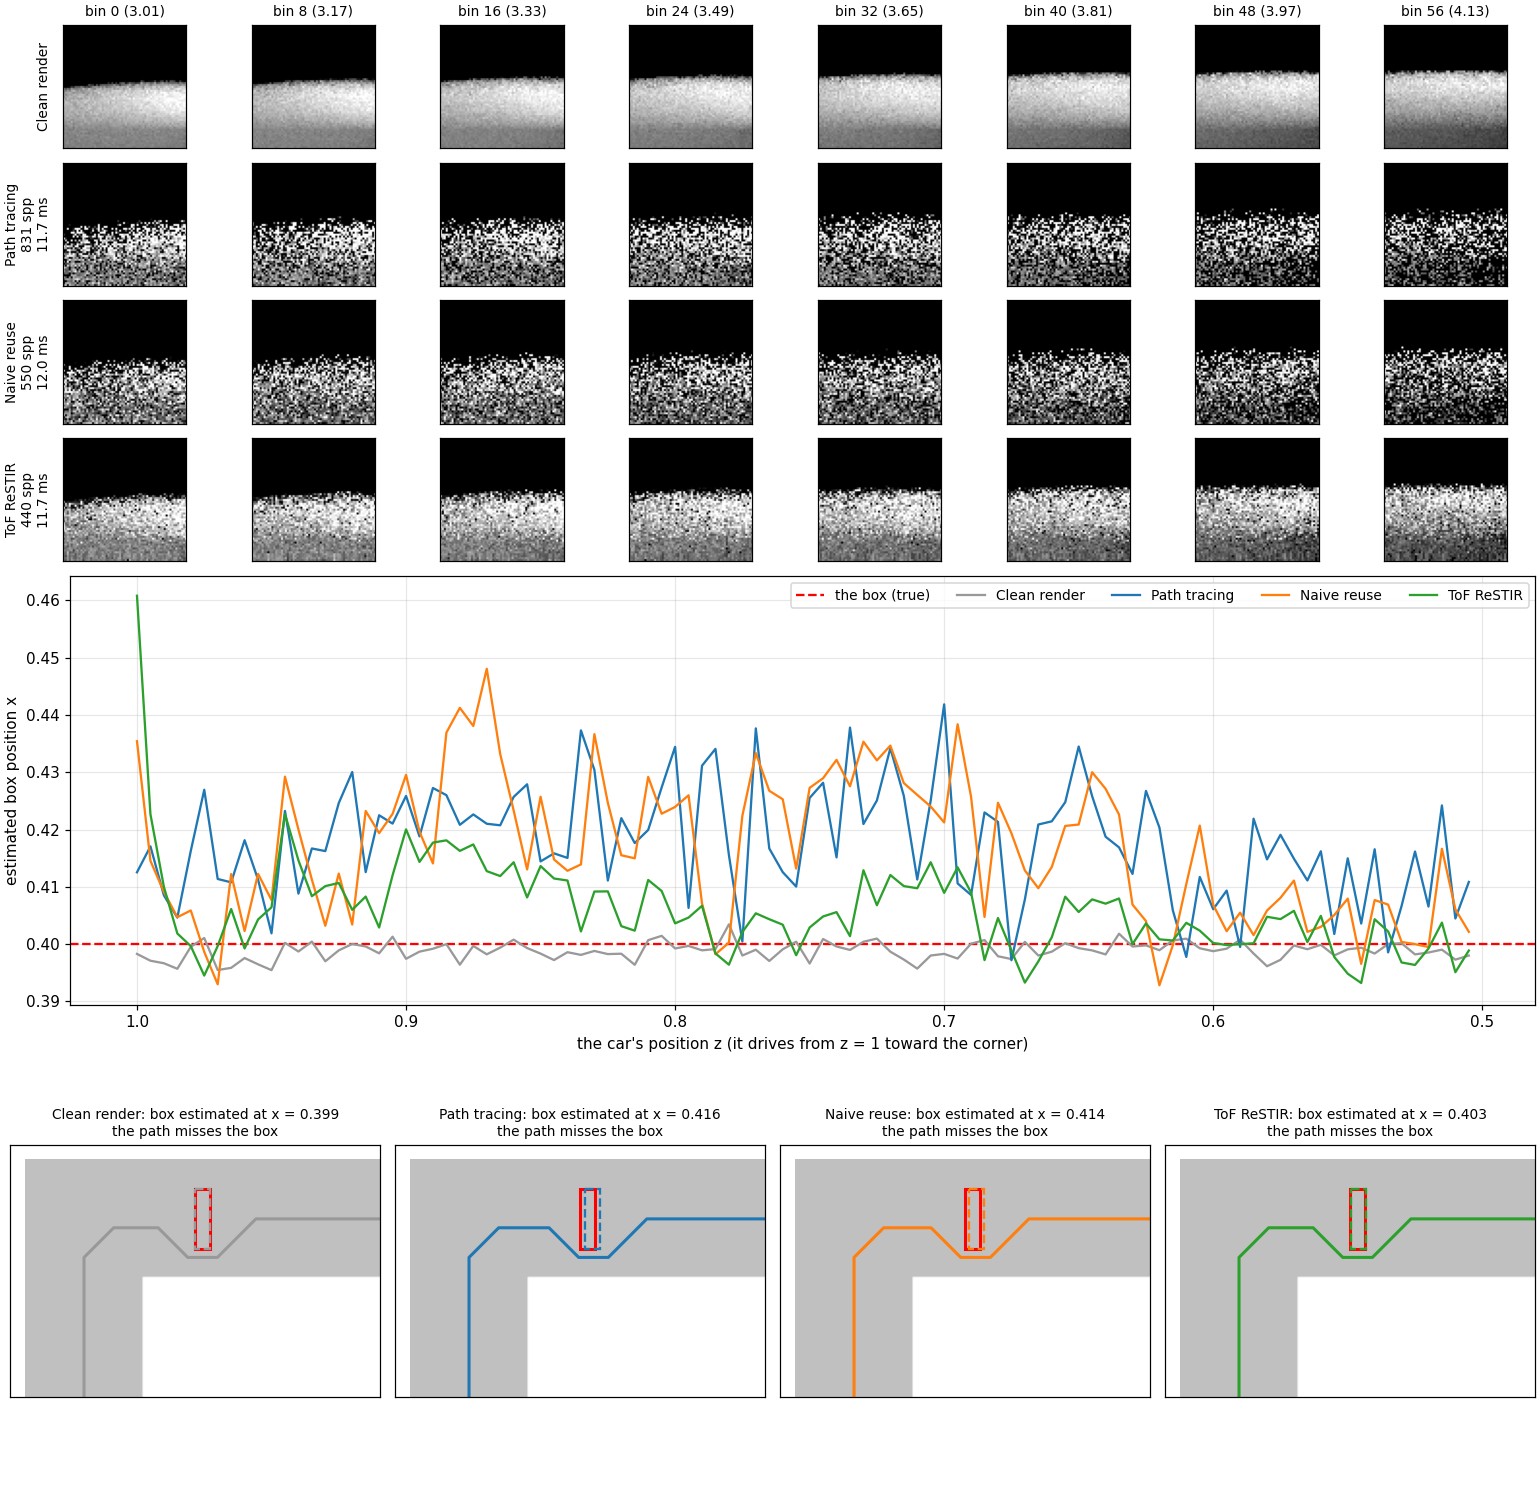 bin 0 (3.01)
bin 8 (3.17)
bin 16 (3.33)
bin 24 (3.49)
bin 32 (3.65)
bin 40 (3.81)
bin 48 (3.97)
bin 56 (4.13)
Clean render
Path tracing
831 spp
11.7 ms
Naive reuse
550 spp
12.0 ms
ToF ReSTIR
440 spp
11.7 ms
the box (true)
Clean render
Path tracing
Naive reuse
ToF ReSTIR
estimated box position x
0.46
0.45
0.44
0.43
0.42
0.41
0.40
0.39
1.0
0.9
0.8
0.7
0.6
0.5
the car's position z (it drives from z = 1 toward the corner)
Clean render: box estimated at x = 0.399
the path misses the box
Path tracing: box estimated at x = 0.416
the path misses the box
Naive reuse: box estimated at x = 0.414
the path misses the box
ToF ReSTIR: box estimated at x = 0.403
the path misses the box